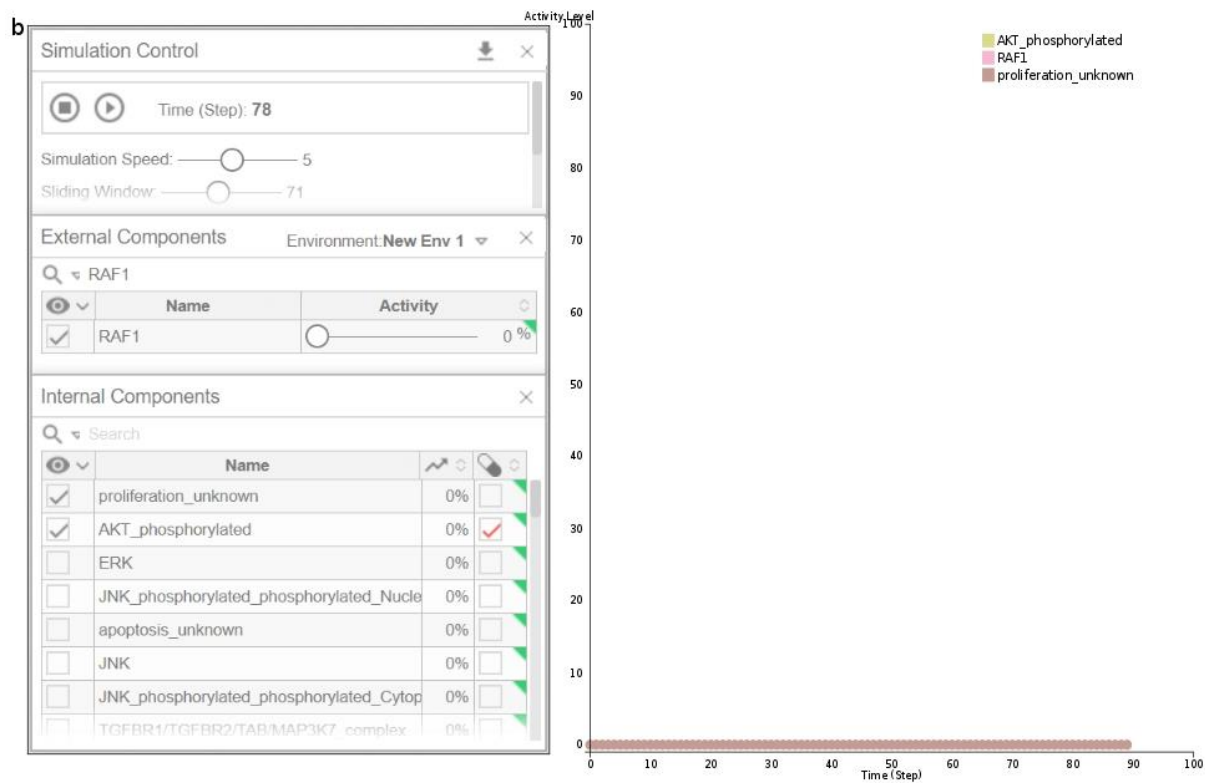 b
Simulation Control
Time (Step): 78
Simulation Speed: 5
Sliding Window: 71
External Components Environment:New Env 1
RAF1
Name Activity
RAF1 0 %
Internal Components
Search
Name
proliferation_unknown 0%
AKT_phosphorylated 0%
ERK 0%
JNK_phosphorylated_phosphorylated_Nucle 0%
apoptosis_unknown 0%
JNK 0%
JNK_phosphorylated_phosphorylated_Cytop 0%
TGFBR1/TGFBR2/TAB/MAP3K7_complex 0%
Activity Level
100
90
80
70
60
50
40
30
20
10
0
0 10 20 30 40 50 60 70 80 90 100
Time (Step)
AKT_phosphorylated
RAF1
proliferation_unknown